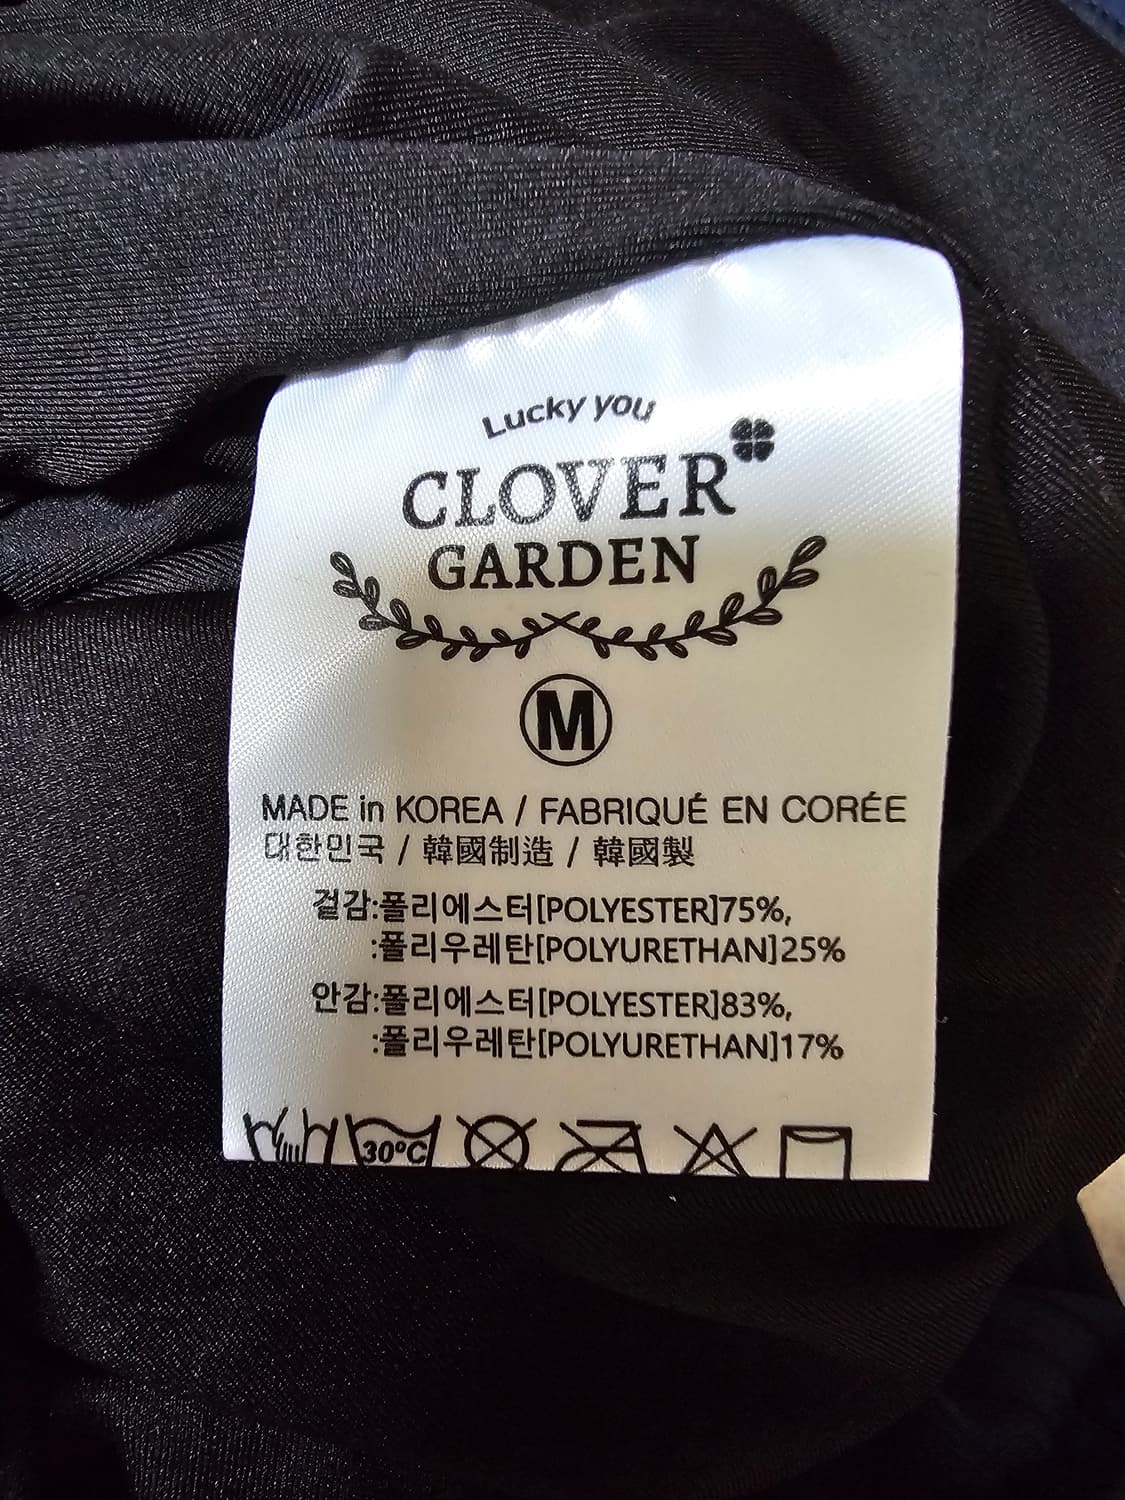 Lucky you
CLOVER
GARDEN
M
MADE in KOREA / FABRIQUÉ EN CORÉE
대한민국 / 韓國制造 / 韓國製
겉감:폴리에스터[POLYESTER]75%,
:폴리우레탄[POLYURETHAN]25%
안감:폴리에스터[POLYESTER]83%,
:폴리우레탄[POLYURETHAN]17%
30°C